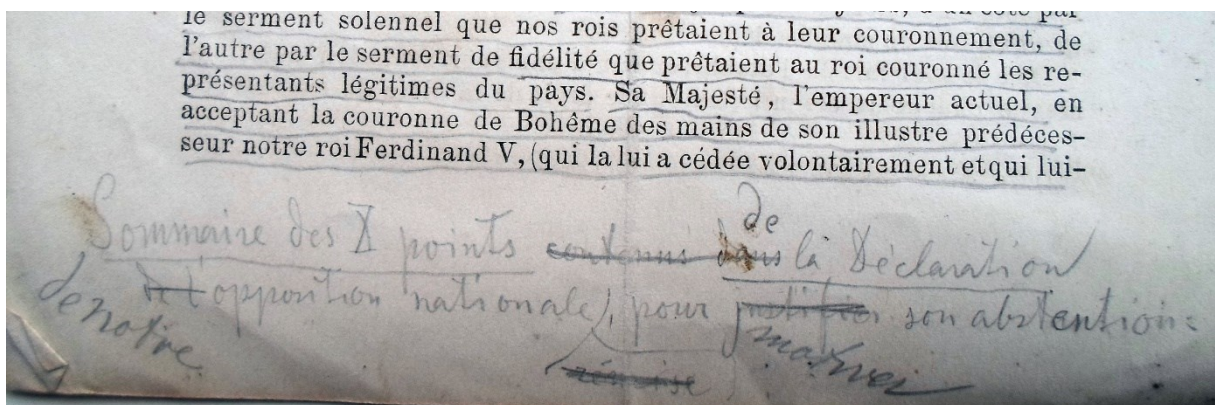 le serment solennel que nos rois prêtaient à leur couronnement, de
l'autre par le serment de fidélité que prêtaient au roi couronné les re-
présentants légitimes du pays. Sa Majesté, l'empereur actuel, en
acceptant la couronne de Bohême des mains de son illustre prédéces-
seur notre roi Ferdinand V, (qui la lui a cédée volontairement et qui lui-
de
Sommaire des X points contenus dans la Déclaration
de l'opposition nationale), pour justifier son abstention:
de notre
motiver